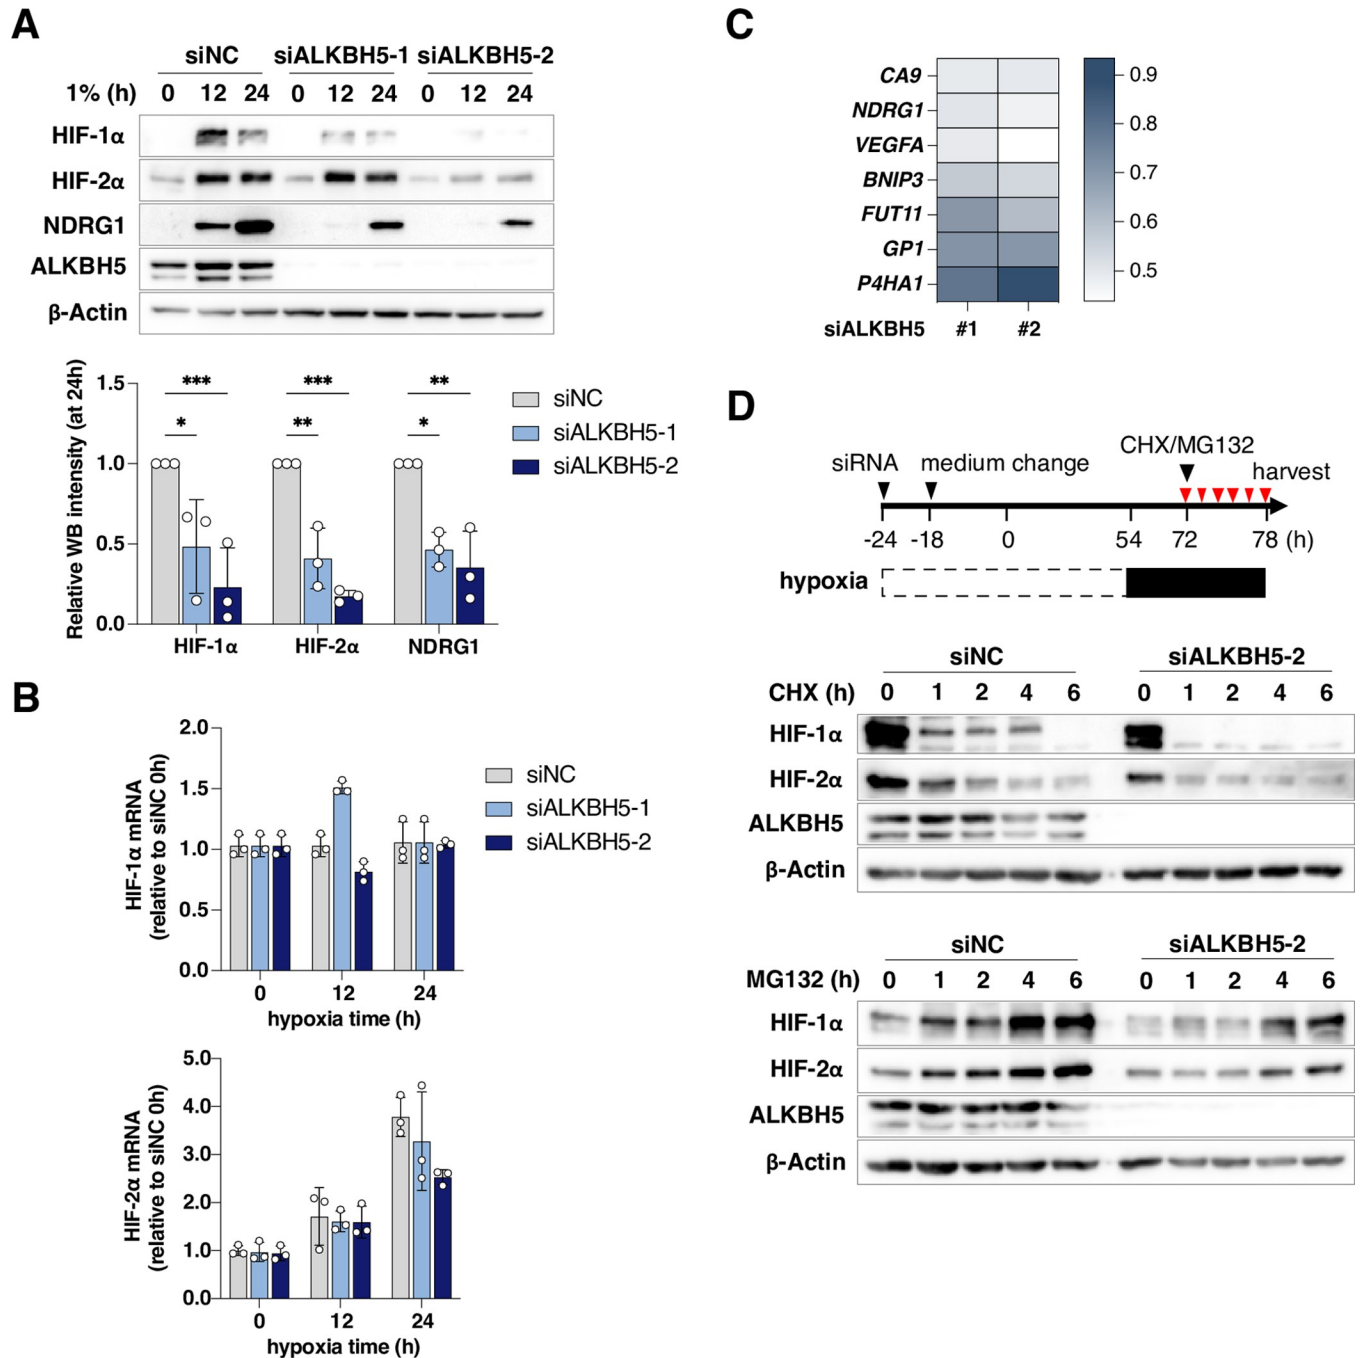 A
siNC siALKBH5-1 siALKBH5-2
1% (h) 0 12 24 0 12 24 0 12 24
HIF-1α
HIF-2α
NDRG1
ALKBH5
β-Actin
Relative WB intensity (at 24h)
1.5
1.0
0.5
0.0
*** *** **
* ** *
HIF-1α HIF-2α NDRG1
siNC
siALKBH5-1
siALKBH5-2
B
HIF-1α mRNA
(relative to siNC 0h)
2.0
1.5
1.0
0.5
0.0
0 12 24
hypoxia time (h)
siNC
siALKBH5-1
siALKBH5-2
HIF-2α mRNA
(relative to siNC 0h)
5.0
4.0
3.0
2.0
1.0
0.0
0 12 24
hypoxia time (h)
C
CA9
NDRG1
VEGFA
BNIP3
FUT11
GP1
P4HA1
siALKBH5 #1 #2
0.9
0.8
0.7
0.6
0.5
D
CHX/MG132
siRNA medium change harvest
-24 -18 0 54 72 78 (h)
hypoxia
siNC siALKBH5-2
CHX (h) 0 1 2 4 6 0 1 2 4 6
HIF-1α
HIF-2α
ALKBH5
β-Actin
siNC siALKBH5-2
MG132 (h) 0 1 2 4 6 0 1 2 4 6
HIF-1α
HIF-2α
ALKBH5
β-Actin